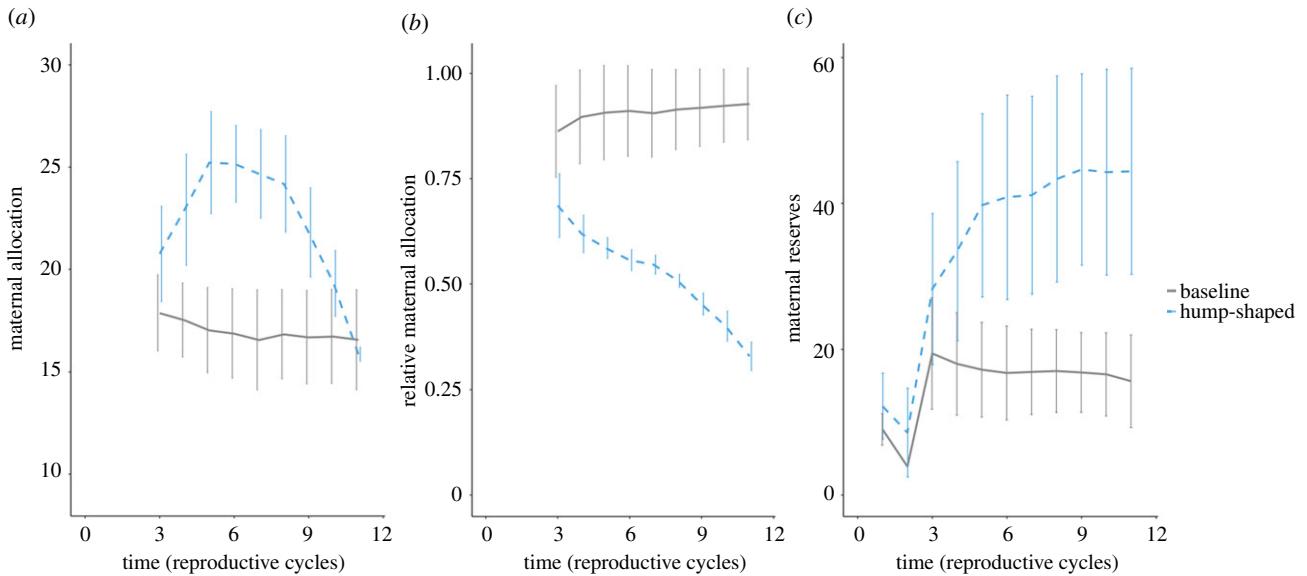 (a)
maternal allocation
30
25
20
15
10
0
3
6
9
12
time (reproductive cycles)
(b)
relative maternal allocation
1.00
0.75
0.50
0.25
0
0
3
6
9
12
time (reproductive cycles)
(c)
maternal reserves
60
40
20
0
0
3
6
9
12
time (reproductive cycles)
baseline
hump-shaped